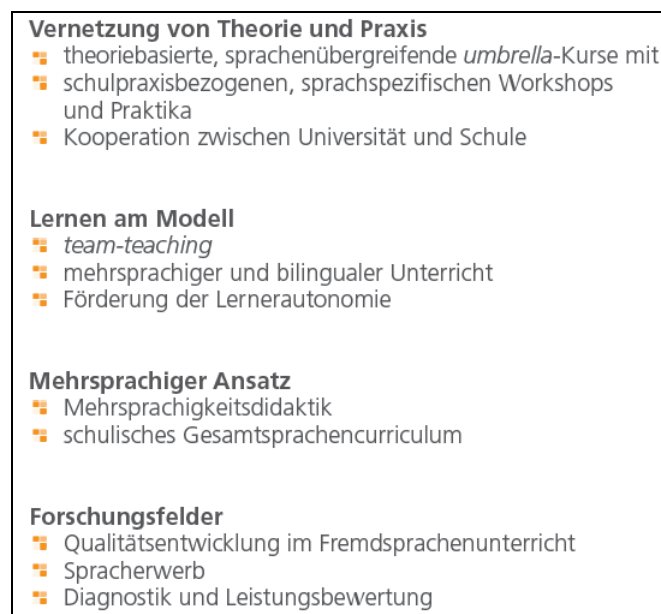 Vernetzung von Theorie und Praxis
theoriebasierte, sprachenübergreifende umbrella-Kurse mit
schulpraxisbezogenen, sprachspezifischen Workshops
und Praktika
Kooperation zwischen Universität und Schule
Lernen am Modell
team-teaching
mehrsprachiger und bilingualer Unterricht
Förderung der Lernerautonomie
Mehrsprachiger Ansatz
Mehrsprachigkeitsdidaktik
schulisches Gesamtsprachencurriculum
Forschungsfelder
Qualitätsentwicklung im Fremdsprachenunterricht
Spracherwerb
Diagnostik und Leistungsbewertung